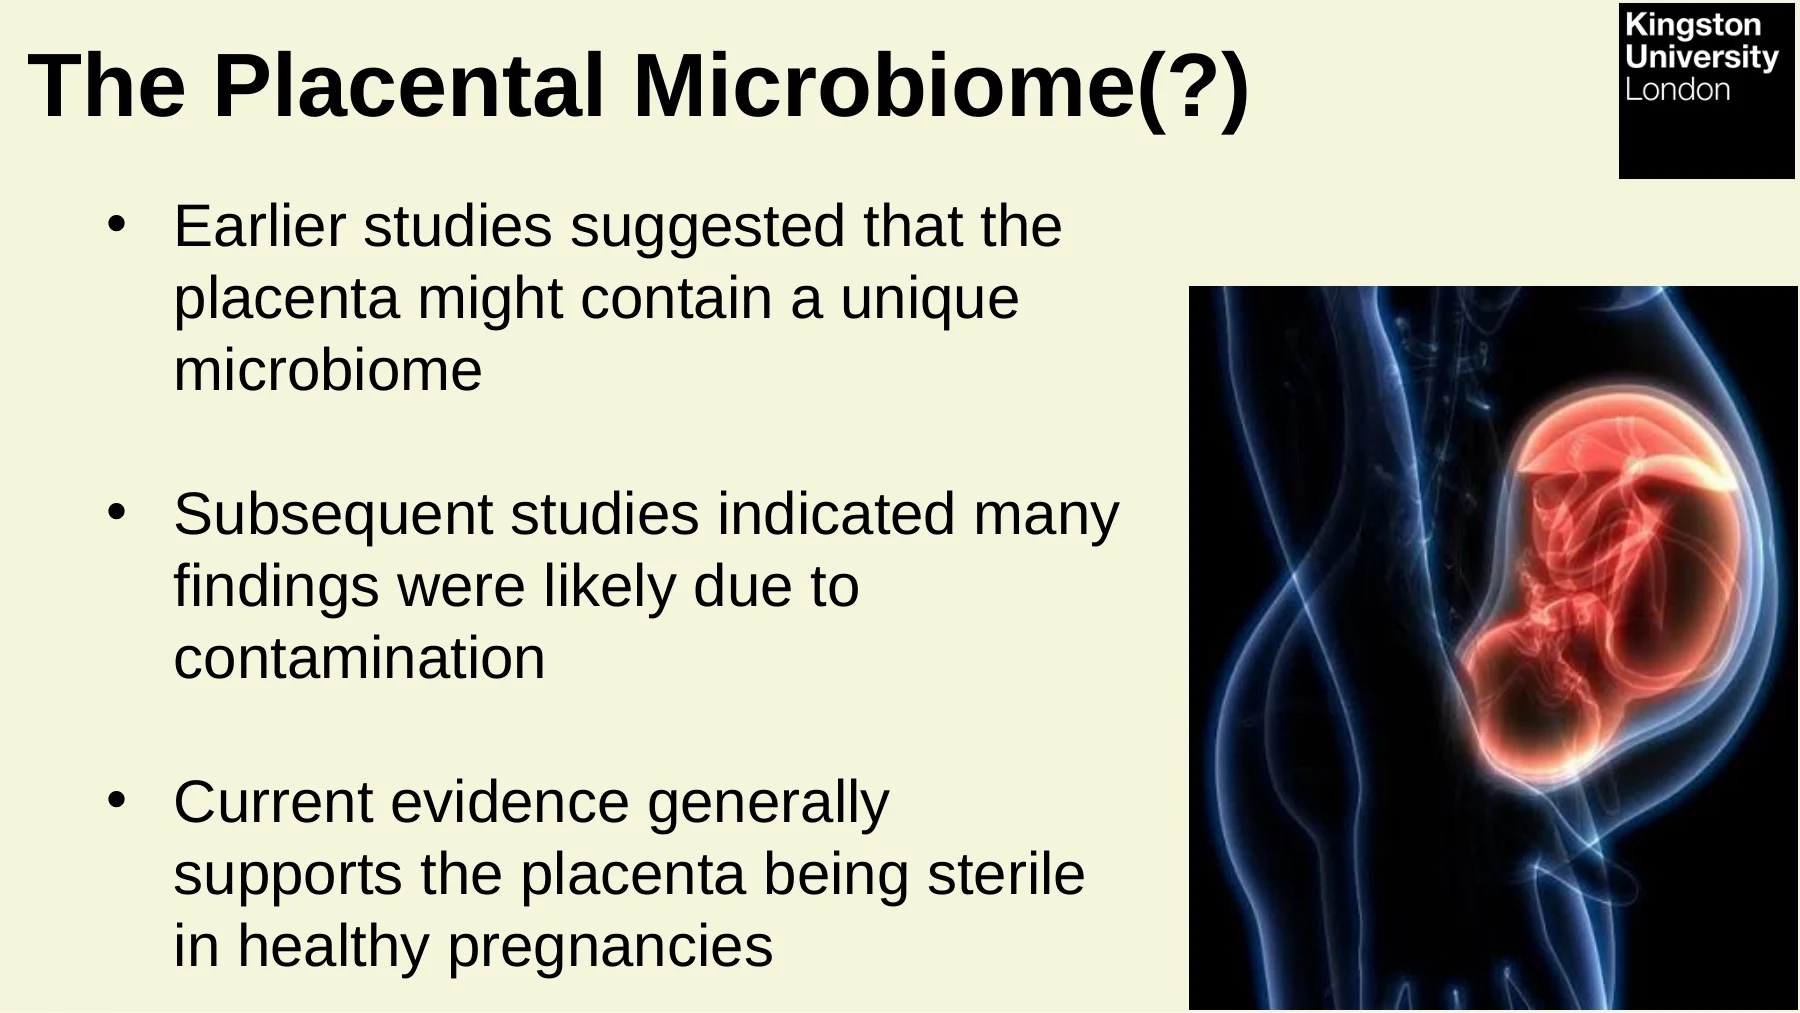 The Placental Microbiome(?)
Kingston
University
London
• Earlier studies suggested that the
placenta might contain a unique
microbiome
• Subsequent studies indicated many
findings were likely due to
contamination
• Current evidence generally
supports the placenta being sterile
in healthy pregnancies